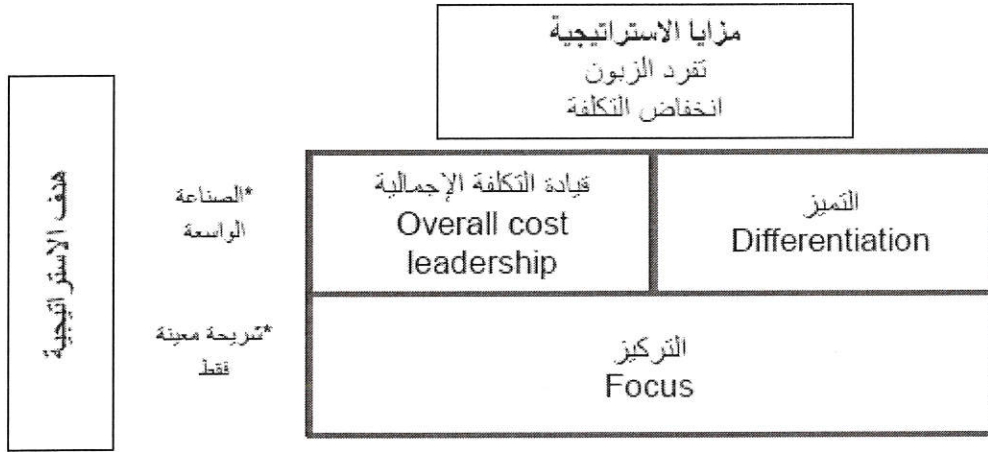 مزايا الاستراتيجية
تفرد الزبون
انخفاض التكلفة
هدف الاستراتيجية
*الصناعة
الواسعة
قيادة التكلفة الإجمالية
Overall cost
leadership
التميز
Differentiation
*شريحة معينة
فقط
التركيز
Focus